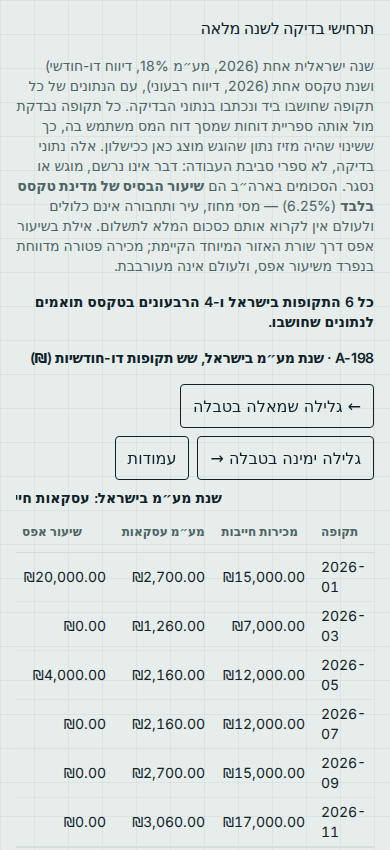 תרחישי בדיקה לשנה מלאה
שנה ישראלית אחת (2026, מע״מ 18%, דיווח דו-חודשי)
ושנת טקסס אחת (2026, דיווח רבעוני), עם הנתונים של כל
תקופה שחושבו ביד ונכתבו בנתוני הבדיקה. כל תקופה נבדקת
מול אותה ספריית דוחות שמסך דוח המס משתמש בה, כך
ששינוי שהיה מזיז נתון שהוגש מוצג כאן ככישלון. אלה נתוני
בדיקה, לא ספרי סביבת העבודה: דבר אינו נרשם, מוגש או
נסגר. הסכומים בארה״ב הם שיעור הבסיס של מדינת טקסס
בלבד (6.25%) — מסי מחוז, עיר ותחבורה אינם כלולים
ולעולם אין לקרוא אותם כסכום המלא לתשלום. אילת בשיעור
אפס דרך שורת האזור המיוחד הקיימת; מכירה פטורה מדווחת
בנפרד משיעור אפס, ולעולם אינה מעורבבת.
כל 6 התקופות בישראל ו-4 הרבעונים בטקסס תואמים
לנתונים שחושבו.
A-198 · שנת מע״מ בישראל, שש תקופות דו-חודשיות (₪)
← גלילה שמאלה בטבלה
גלילה ימינה בטבלה →
עמודות
שנת מע״מ בישראל: עסקאות
תקופה מכירות חייבות מע״מ עסקאות שיעור אפס
2026-01 ₪15,000.00 ₪2,700.00 ₪20,000.00
2026-03 ₪7,000.00 ₪1,260.00 ₪0.00
2026-05 ₪12,000.00 ₪2,160.00 ₪4,000.00
2026-07 ₪12,000.00 ₪2,160.00 ₪0.00
2026-09 ₪15,000.00 ₪2,700.00 ₪0.00
2026-11 ₪17,000.00 ₪3,060.00 ₪0.00